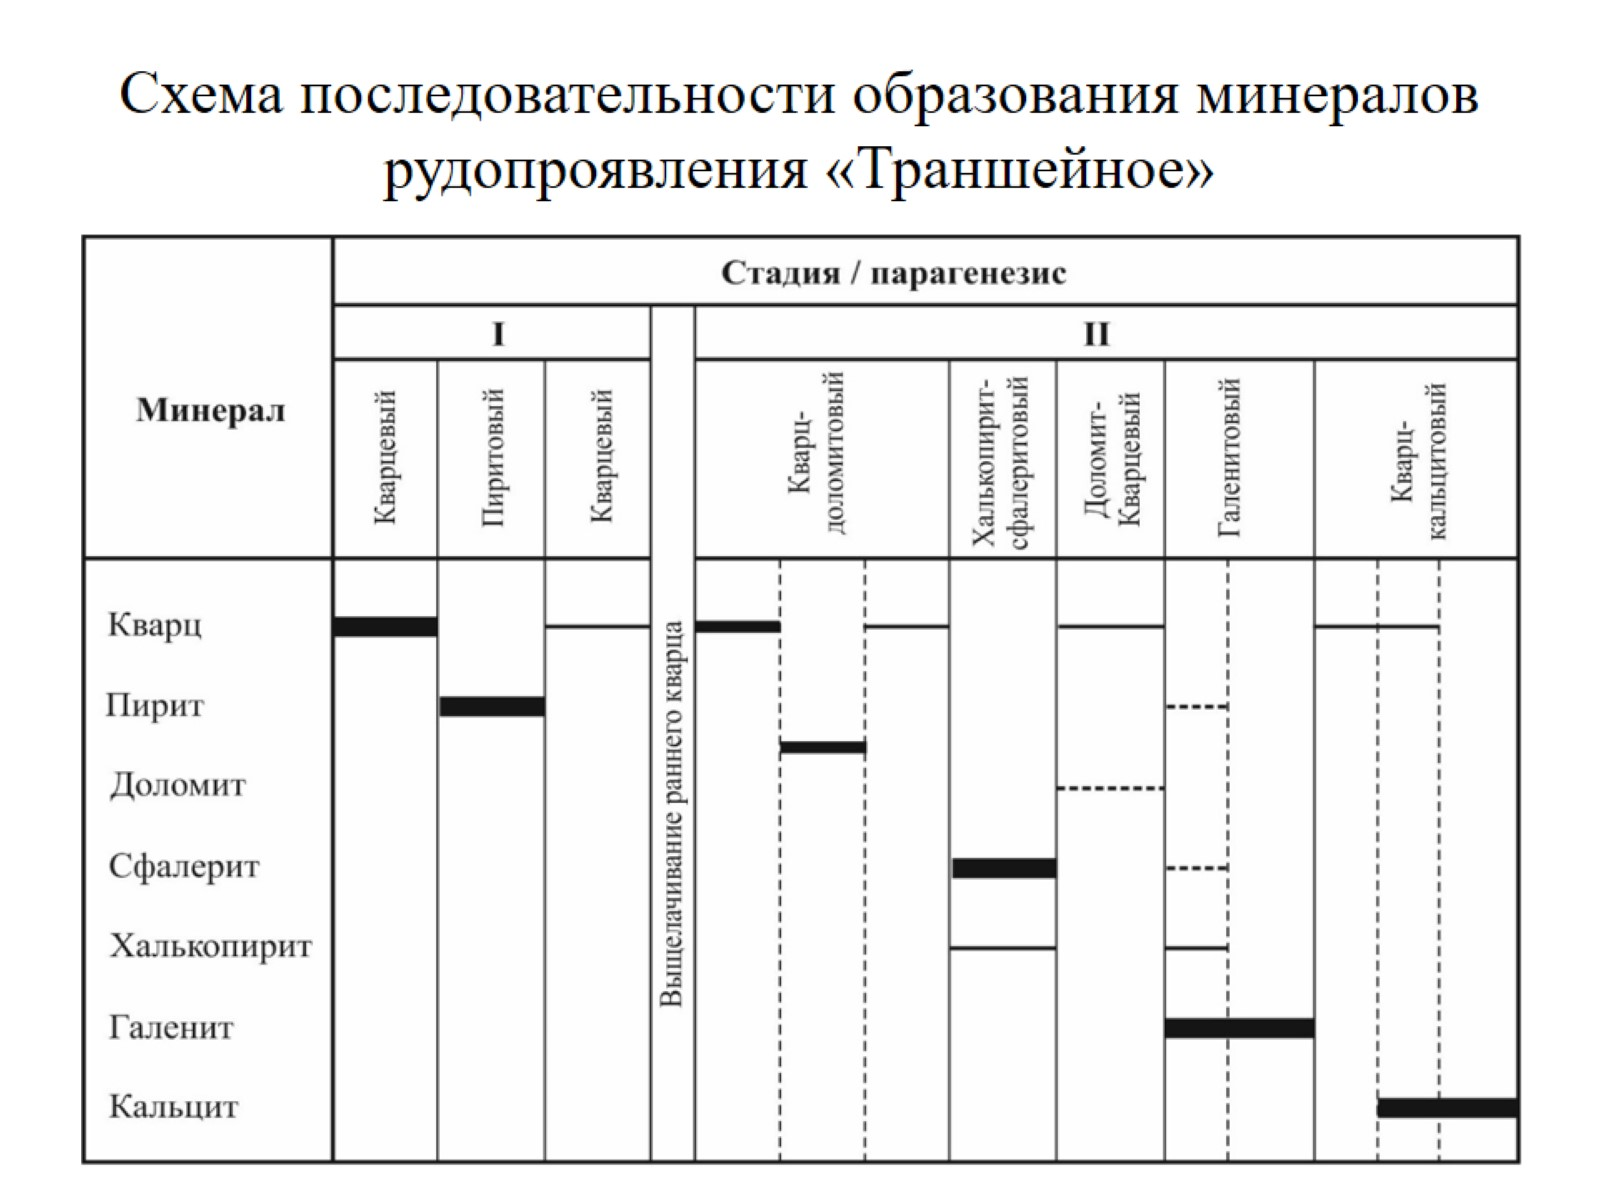 Схема последовательности образования минералов
рудопроявления «Траншейное»
Минерал
Стадия / парагенезис
I
II
Кварцевый
Пиритовый
Кварцевый
Выщелачивание раннего кварца
Кварц-
доломитовый
Халькопирит-
сфалеритовый
Доломит-
Кварцевый
Галенитовый
Кварц-
кальцитовый
Кварц
Пирит
Доломит
Сфалерит
Халькопирит
Галенит
Кальцит